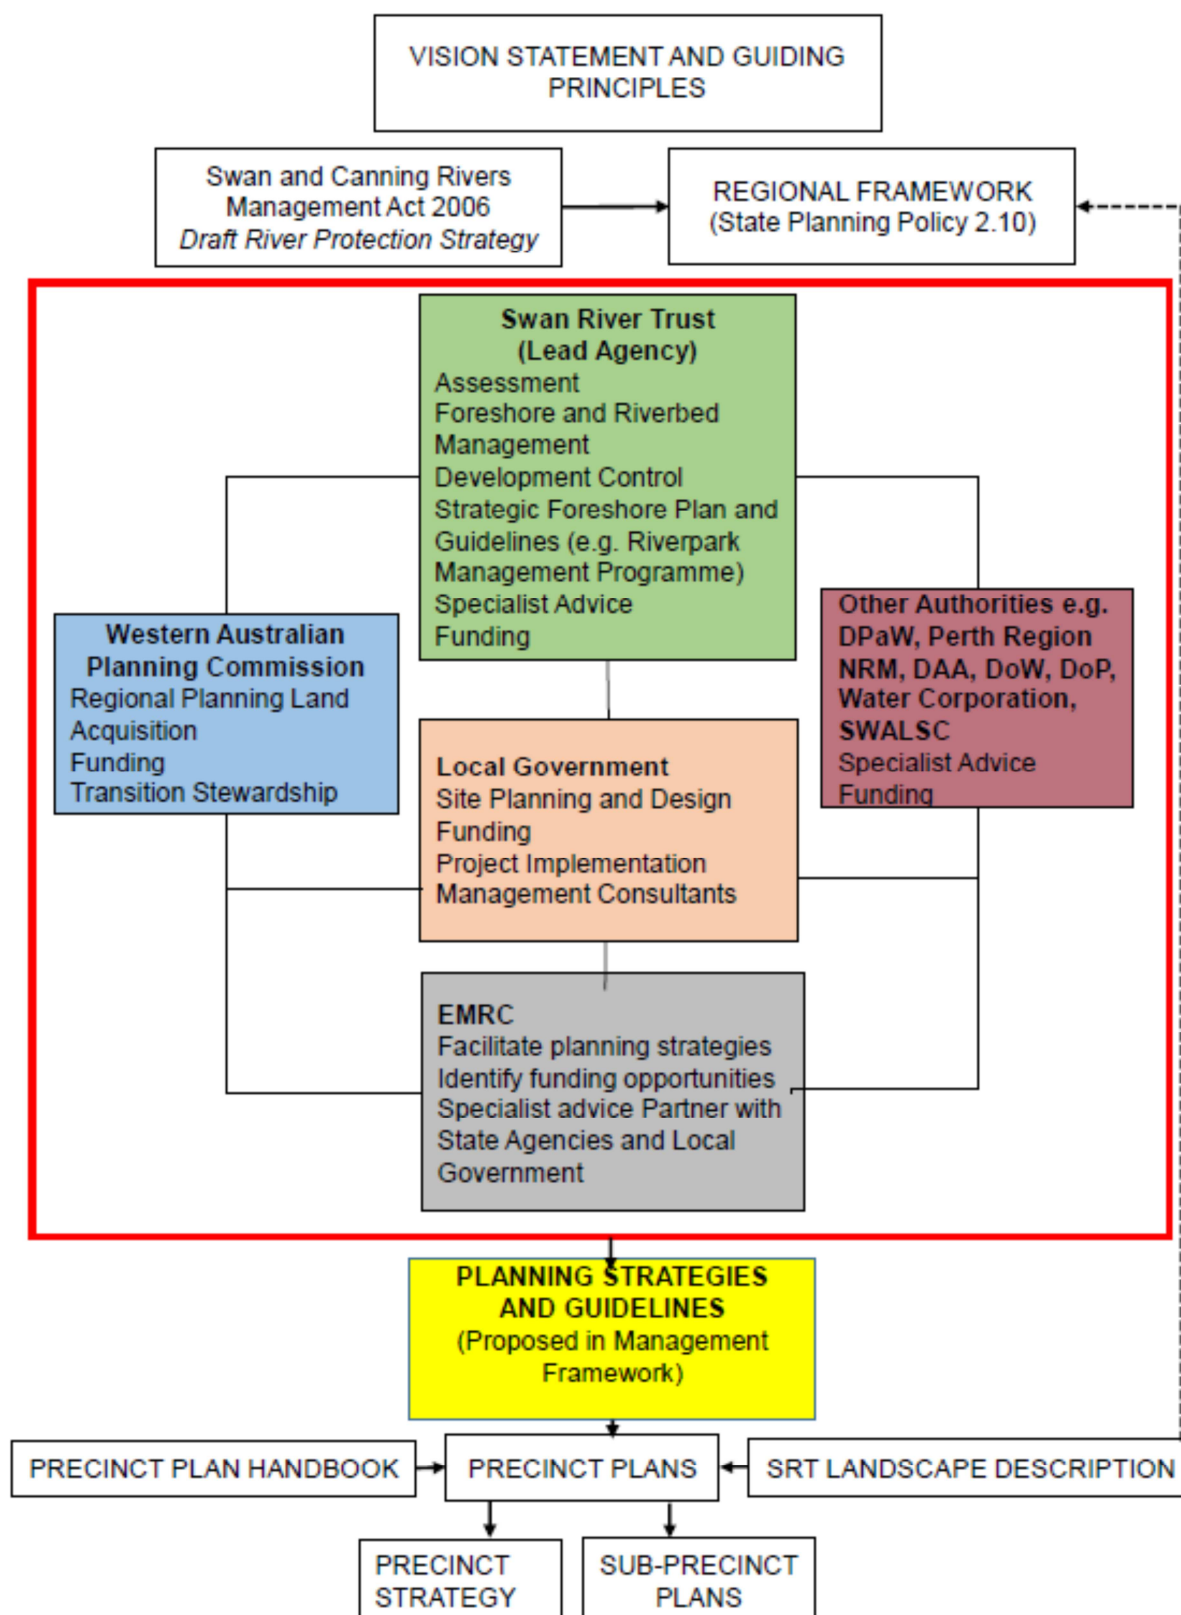 VISION STATEMENT AND GUIDING
PRINCIPLES
Swan and Canning Rivers
Management Act 2006
Draft River Protection Strategy
REGIONAL FRAMEWORK
(State Planning Policy 2.10)
Swan River Trust
(Lead Agency)
Assessment
Foreshore and Riverbed
Management
Development Control
Strategic Foreshore Plan and
Guidelines (e.g. Riverpark
Management Programme)
Specialist Advice
Funding
Western Australian
Planning Commission
Regional Planning Land
Acquisition
Funding
Transition Stewardship
Other Authorities e.g.
DPaW, Perth Region
NRM, DAA, DoW, DoP,
Water Corporation,
SWALSC
Specialist Advice
Funding
Local Government
Site Planning and Design
Funding
Project Implementation
Management Consultants
EMRC
Facilitate planning strategies
Identify funding opportunities
Specialist advice Partner with
State Agencies and Local
Government
PLANNING STRATEGIES
AND GUIDELINES
(Proposed in Management
Framework)
PRECINCT PLAN HANDBOOK
PRECINCT PLANS
SRT LANDSCAPE DESCRIPTION
PRECINCT
STRATEGY
SUB-PRECINCT
PLANS